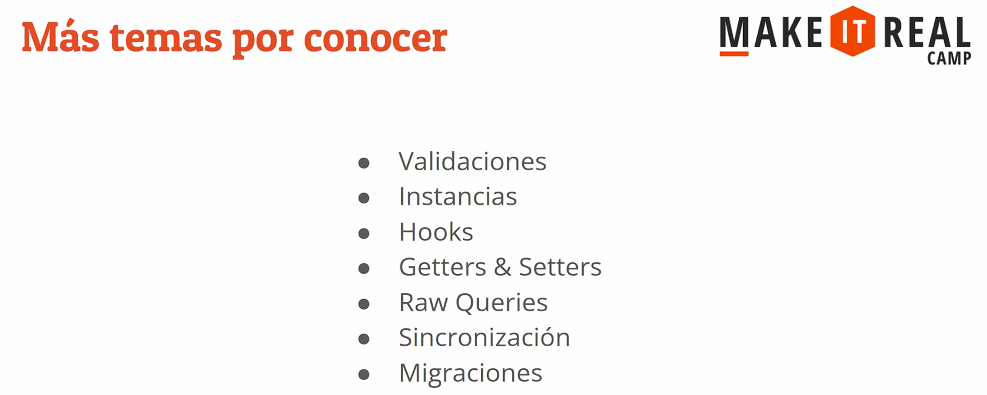 Más temas por conocer
MAKE IT REAL
CAMP
● Validaciones
● Instancias
● Hooks
● Getters & Setters
● Raw Queries
● Sincronización
● Migraciones